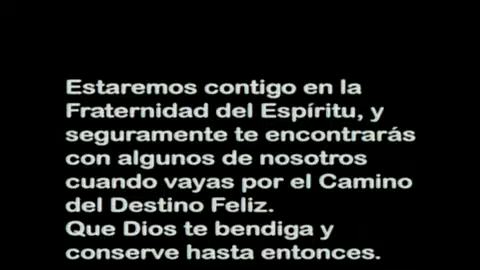 Estaremos contigo en la
Fraternidad del Espíritu, y
seguramente te encontrarás
con algunos de nosotros
cuando vayas por el Camino
del Destino Feliz.
Que Dios te bendiga y
conserve hasta entonces.